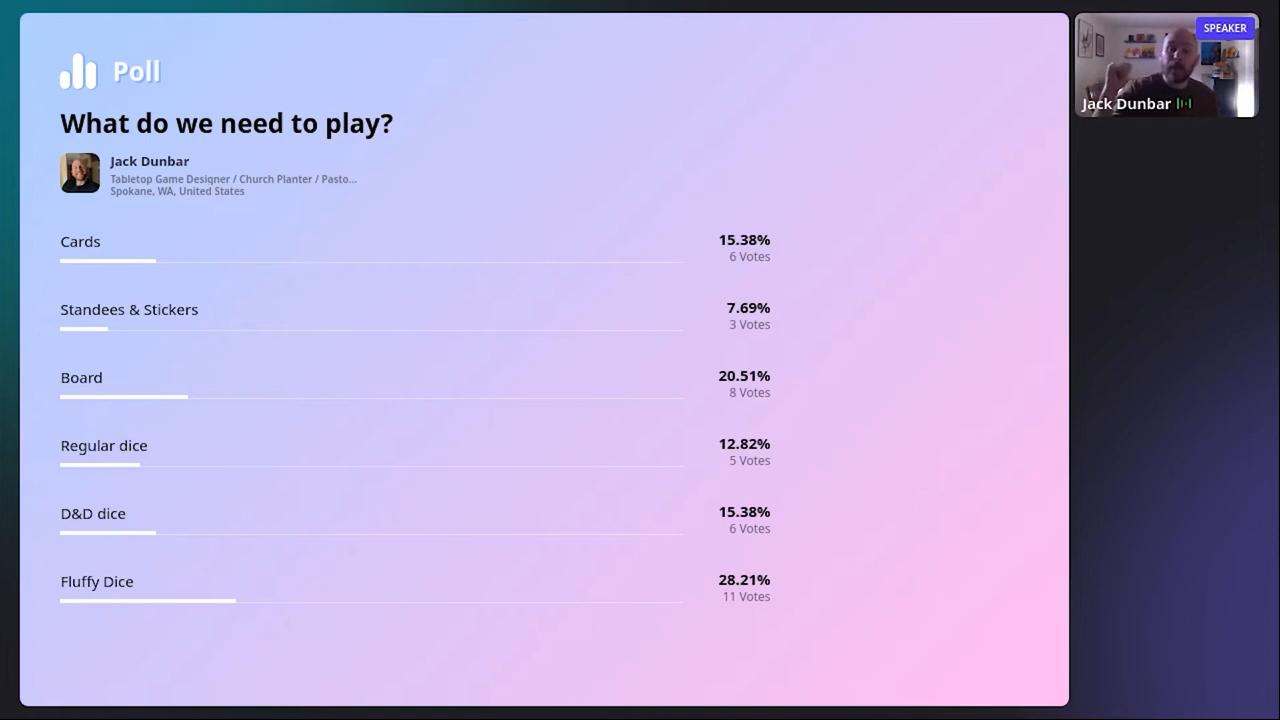 Poll
What do we need to play?
Jack Dunbar
Tabletop Game Designer / Church Planter / Pasto...
Spokane, WA, United States
Cards
15.38%
6 Votes
Standees & Stickers
7.69%
3 Votes
Board
20.51%
8 Votes
Regular dice
12.82%
5 Votes
D&D dice
15.38%
6 Votes
Fluffy Dice
28.21%
11 Votes
SPEAKER
Jack Dunbar